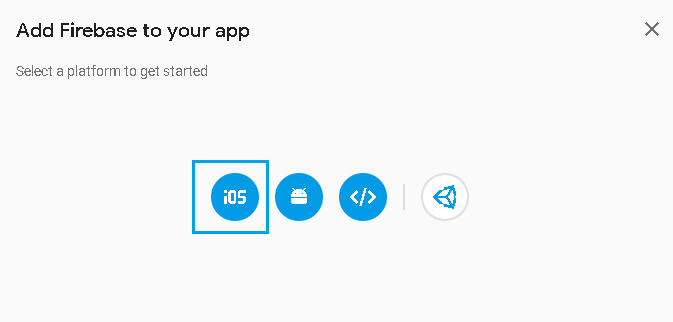 Add Firebase to your app
Select a platform to get started
iOS
</>